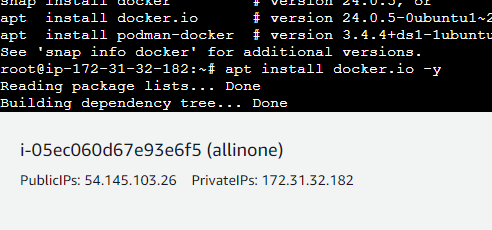 snap install docker # version 24.0.5, or
apt install docker.io # version 24.0.5-0ubuntu1~2
apt install podman-docker # version 3.4.4+ds1-1ubuntu
See 'snap info docker' for additional versions.
root@ip-172-31-32-182:~# apt install docker.io -y
Reading package lists... Done
Building dependency tree... Done
i-05ec060d67e93e6f5 (allinone)
PublicIPs: 54.145.103.26 PrivateIPs: 172.31.32.182